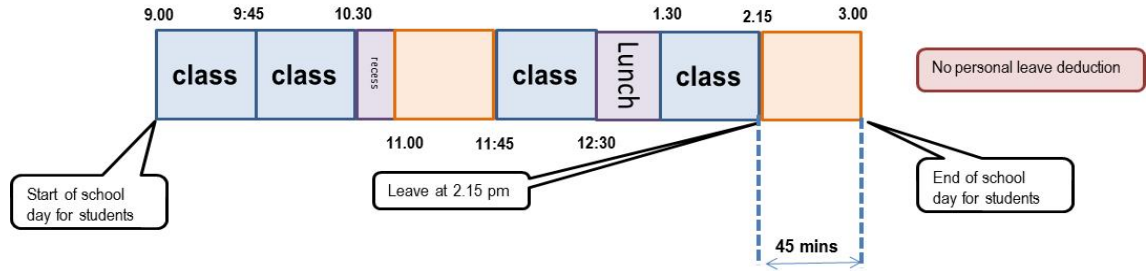 9.00 9:45 10.30 1.30 2.15 3.00
class class recess class Lunch class
No personal leave deduction
11.00 11:45 12:30
Start of school
day for students
Leave at 2.15 pm
End of school
day for students
45 mins